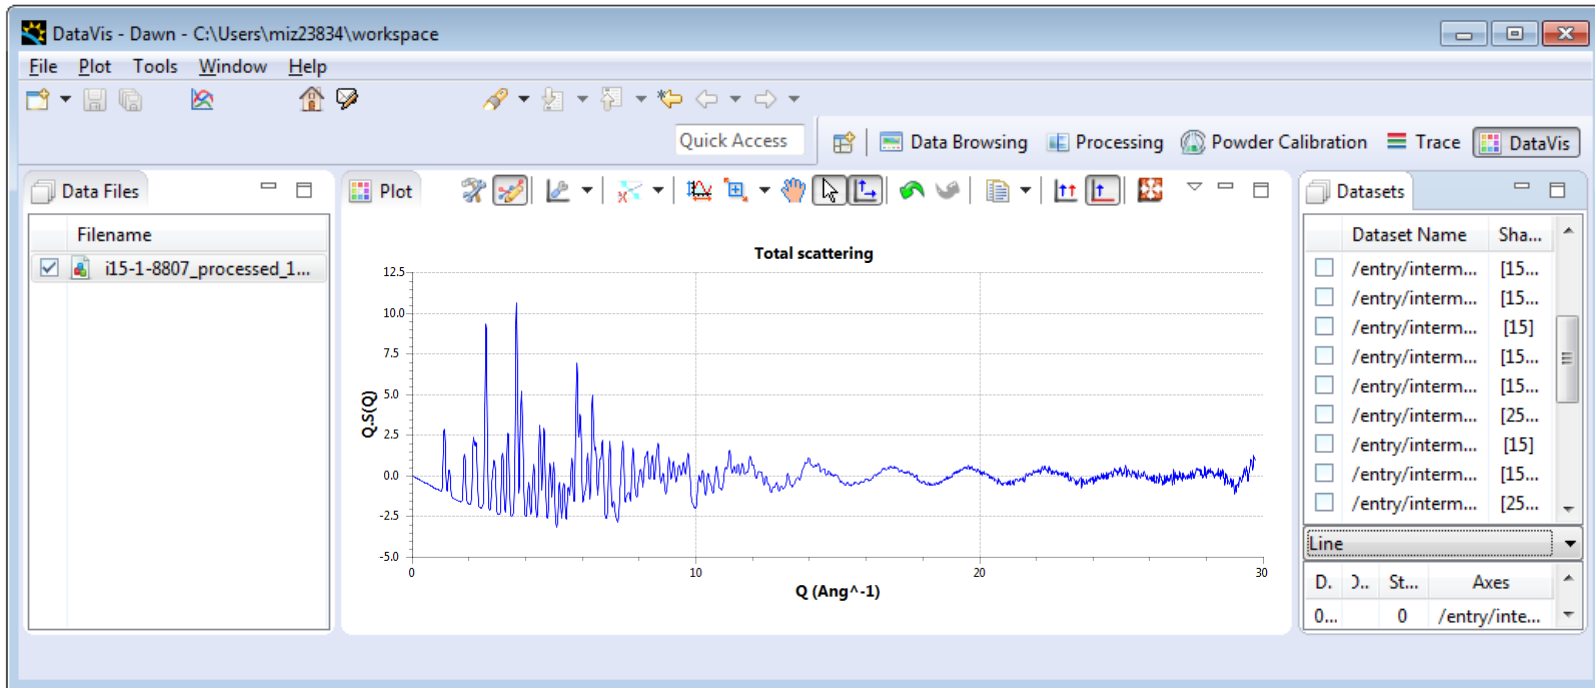 DataVis - Dawn - C:\Users\miz23834\workspace
File Plot Tools Window Help
Quick Access
Data Browsing Processing Powder Calibration Trace DataVis
Data Files
Filename
i15-1-8807_processed_1...
Plot
Total scattering
12.5
10.0
7.5
5.0
2.5
0.0
-2.5
-5.0
Q.S(Q)
0 10 20 30
Q (Ang^-1)
Datasets
Dataset Name Sha...
/entry/interm... [15...
/entry/interm... [15...
/entry/interm... [15]
/entry/interm... [15...
/entry/interm... [15...
/entry/interm... [25...
/entry/interm... [15]
/entry/interm... [15...
/entry/interm... [25...
Line
D. St... Axes
0... 0 /entry/inte...